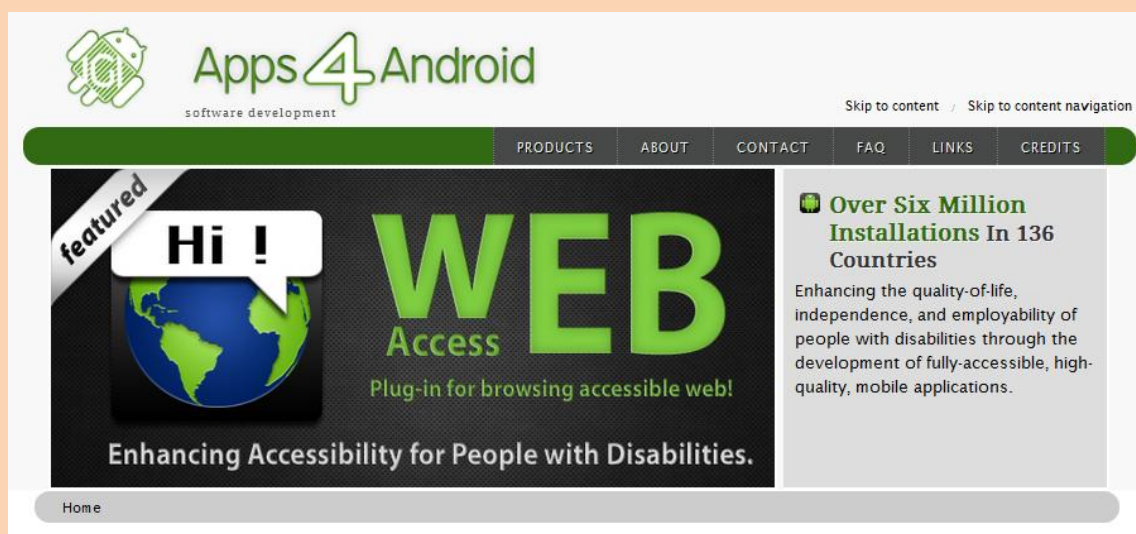 Apps 4 Android
software development
Skip to content / Skip to content navigation
PRODUCTS ABOUT CONTACT FAQ LINKS CREDITS
featured
Hi !
WEB
Access
Plug-in for browsing accessible web!
Enhancing Accessibility for People with Disabilities.
Over Six Million
Installations In 136
Countries
Enhancing the quality-of-life,
independence, and employability of
people with disabilities through the
development of fully-accessible, high-
quality, mobile applications.
Home